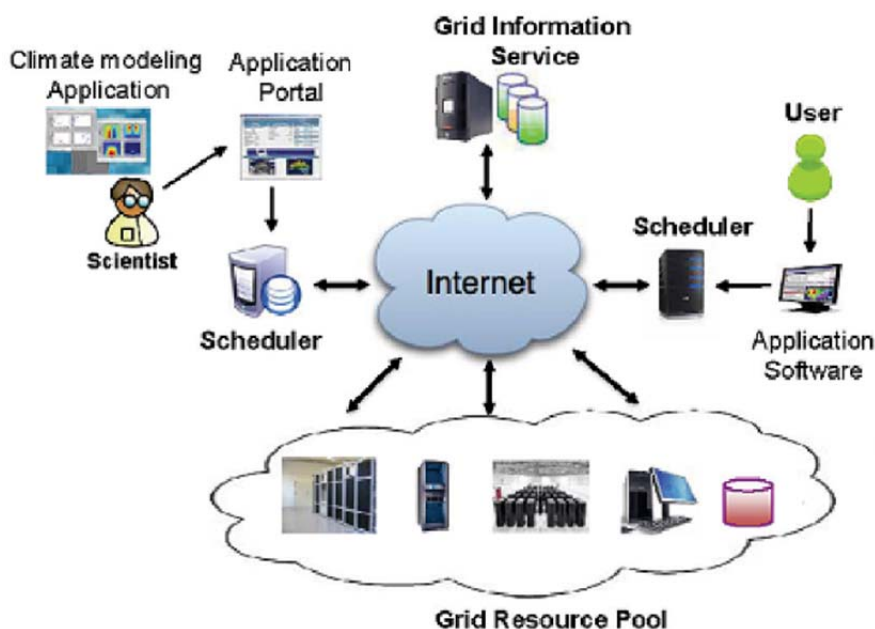 Grid Information
Service
Climate modeling
Application
Application
Portal
User
Scientist
Scheduler
Internet
Scheduler
Application
Software
Grid Resource Pool